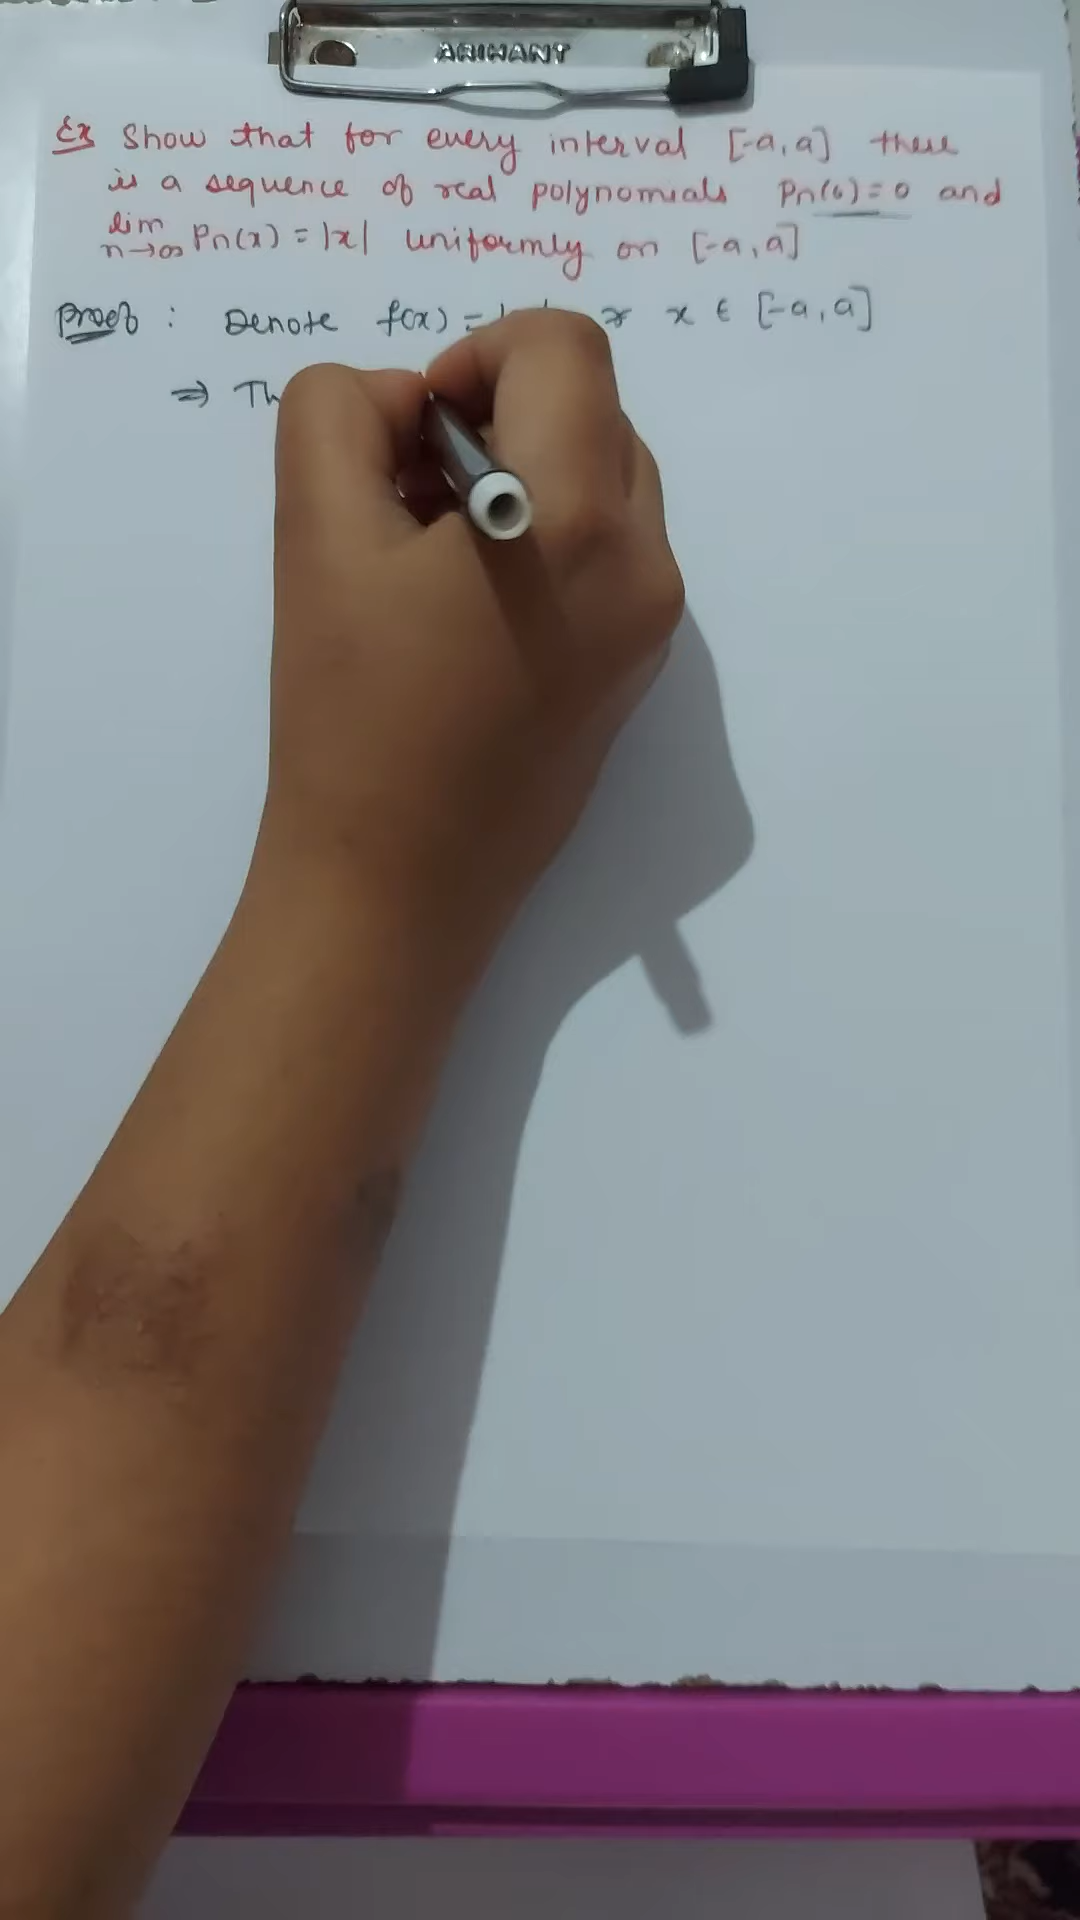 ARIHANT
Ex Show that for every interval [-a, a] there
is a sequence of real polynomials Pn(0) = 0 and
lim n→∞ Pn(x) = |x| uniformly on [-a, a]
Proof : Denote f(x) = x ∈ [-a, a]
⇒ Th